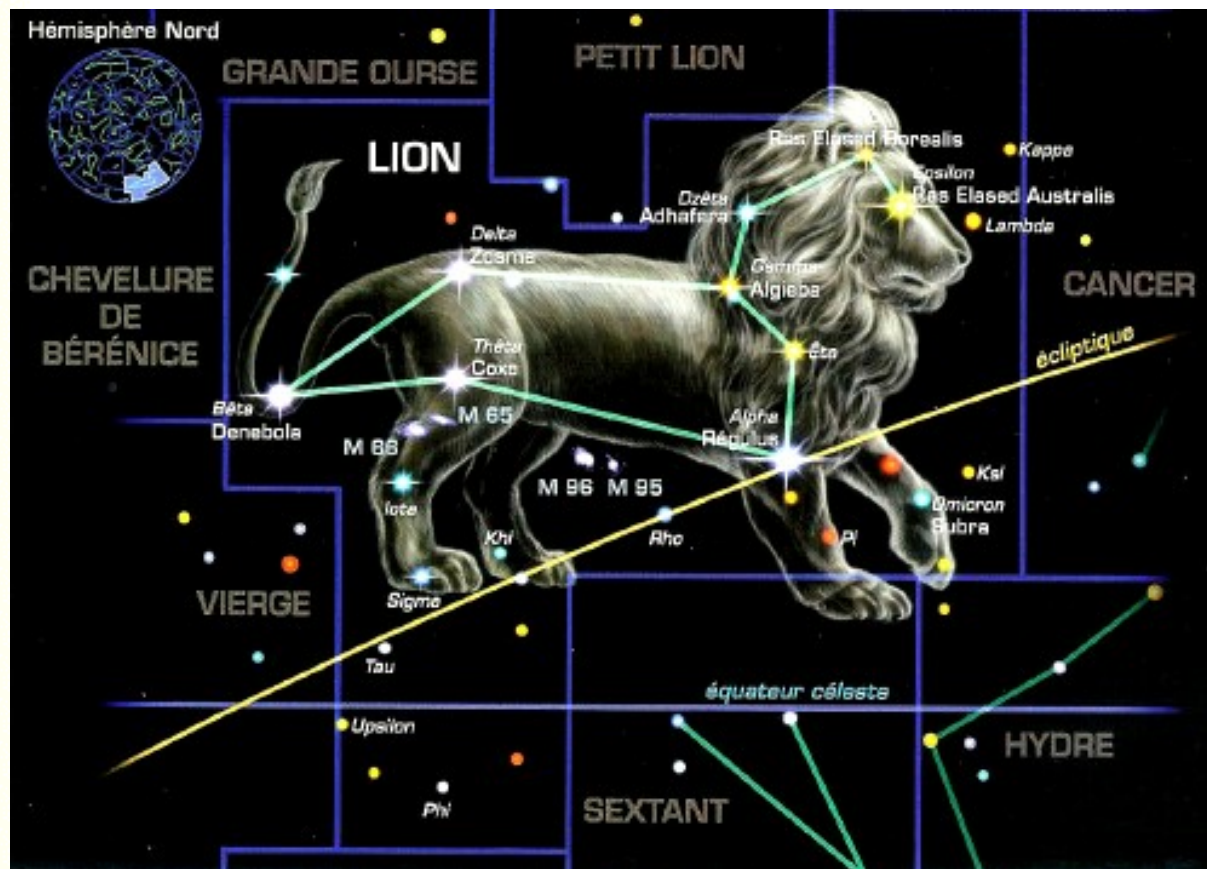 Hémisphère Nord
GRANDE OURSE
PETIT LION
LION
Ras Elased Borealis
Kappa
Epsilon
Ras Elased Australis
Dzêta
Adhafera
Lambda
Delta
Zosma
Gamma
Algieba
CHEVELURE
DE
BÉRÉNICE
CANCER
écliptique
Thêta
Coxa
Êta
Bêta
Denebola
M 65
M 66
Alpha
Régulus
M 96
M 95
Ksi
Iota
Omicron
Subra
Khi
Rho
Pi
VIERGE
Sigma
Tau
équateur céleste
Upsilon
HYDRE
Phi
SEXTANT